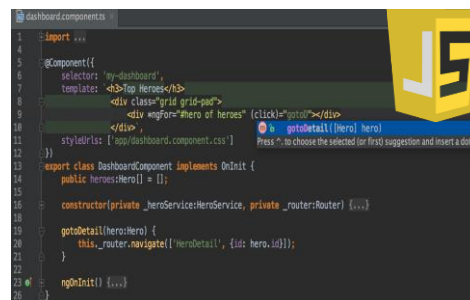 dashboard.component.ts ×
1 import ...
4
5 @Component({
6 selector: 'my-dashboard',
7 template: `<h3>Top Heroes</h3>
8 <div class="grid grid-pad">
9 <div *ngFor="#hero of heroes" (click)="gotoD"></div>
10 </div>`,
m gotoDetail([Hero] hero)
11 styleUrls: ['app/dashboard.component.css']
Press ^. to choose the selected (or first) suggestion and insert a dot
12 })
13 export class DashboardComponent implements OnInit {
14 public heroes:Hero[] = [];
15
16 constructor(private _heroService:HeroService, private _router:Router) {...}
18
19 gotoDetail(hero:Hero) {
20 this._router.navigate(['HeroDetail', {id: hero.id}]);
21 }
22
23 ngOnInit() {...}
26 }
JS